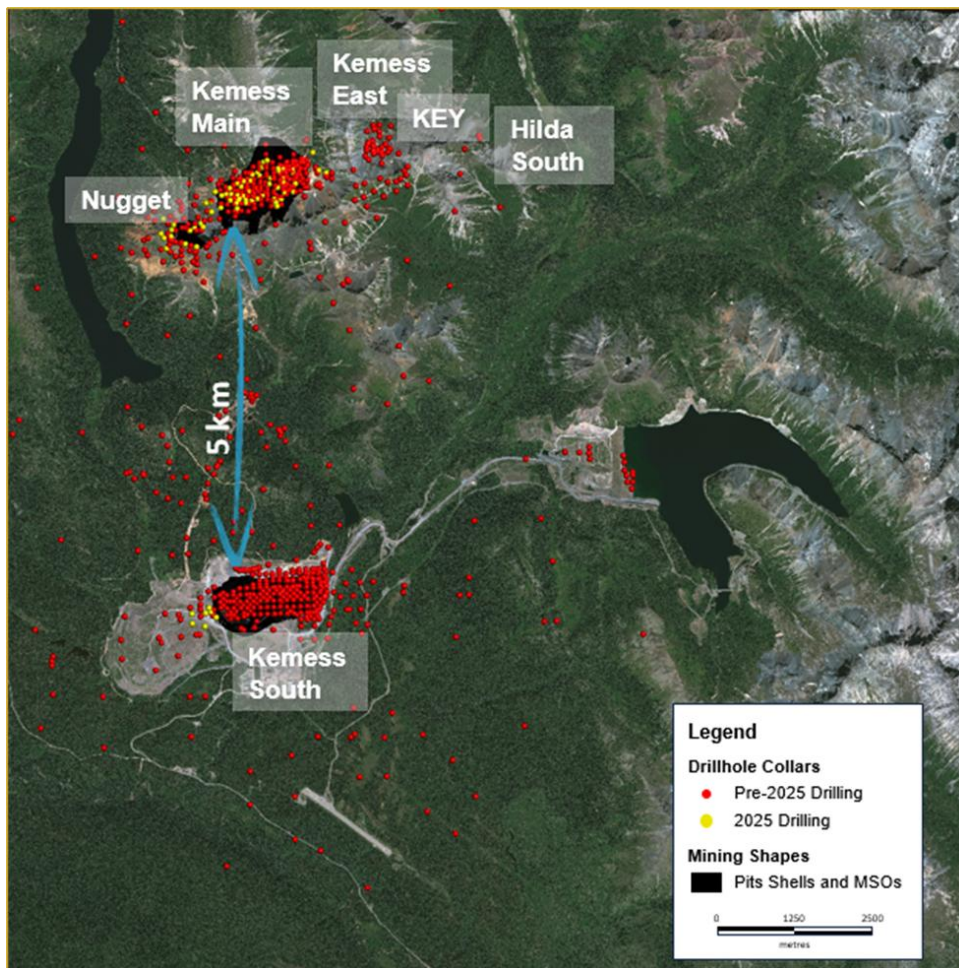 Kemess
East
Kemess
Main
KEY
Hilda
South
Nugget
5 km
Kemess
South
Legend
Drillhole Collars
Pre-2025 Drilling
2025 Drilling
Mining Shapes
Pits Shells and MSOs
0 1250 2500
metres